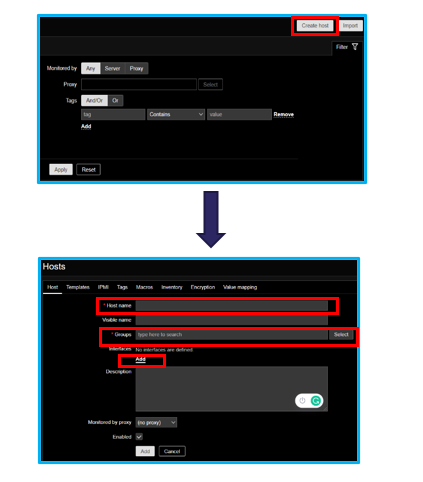 Create host Import
Filter
Monitored by Any Server Proxy
Proxy Select
Tags And/Or Or
tag Contains value Remove
Add
Apply Reset
Hosts
Host Templates IPMI Tags Macros Inventory Encryption Value mapping
* Host name
Visible name
* Groups type here to search Select
Interfaces No interfaces are defined.
Add
Description
Monitored by proxy (no proxy)
Enabled
Add Cancel